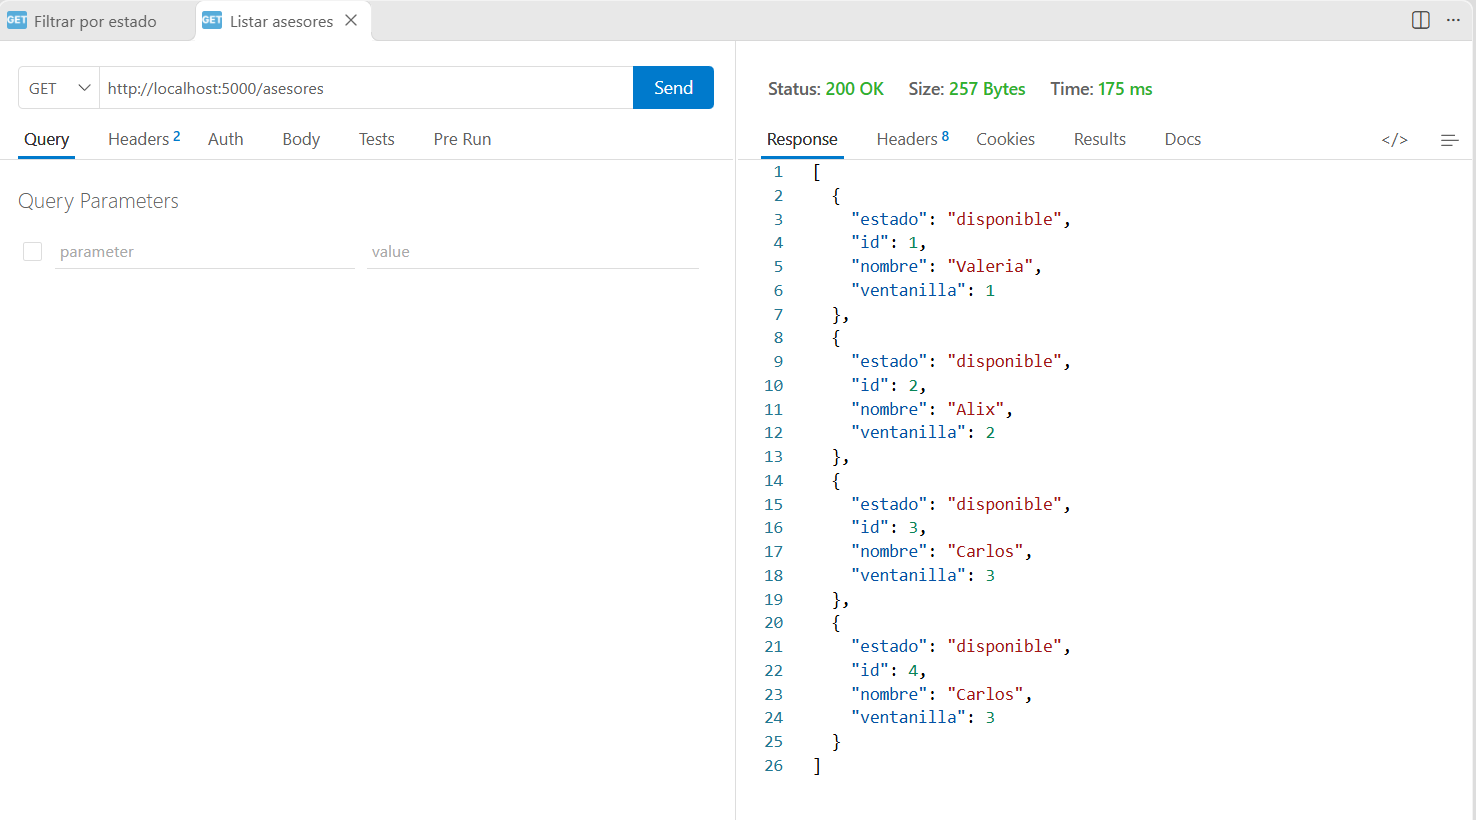 GET Filtrar por estado
GET Listar asesores
GET http://localhost:5000/asesores Send
Query Headers 2 Auth Body Tests Pre Run
Query Parameters
parameter value
Status: 200 OK Size: 257 Bytes Time: 175 ms
Response Headers 8 Cookies Results Docs </>
1 [
2 {
3 "estado": "disponible",
4 "id": 1,
5 "nombre": "Valeria",
6 "ventanilla": 1
7 },
8 {
9 "estado": "disponible",
10 "id": 2,
11 "nombre": "Alix",
12 "ventanilla": 2
13 },
14 {
15 "estado": "disponible",
16 "id": 3,
17 "nombre": "Carlos",
18 "ventanilla": 3
19 },
20 {
21 "estado": "disponible",
22 "id": 4,
23 "nombre": "Carlos",
24 "ventanilla": 3
25 }
26 ]